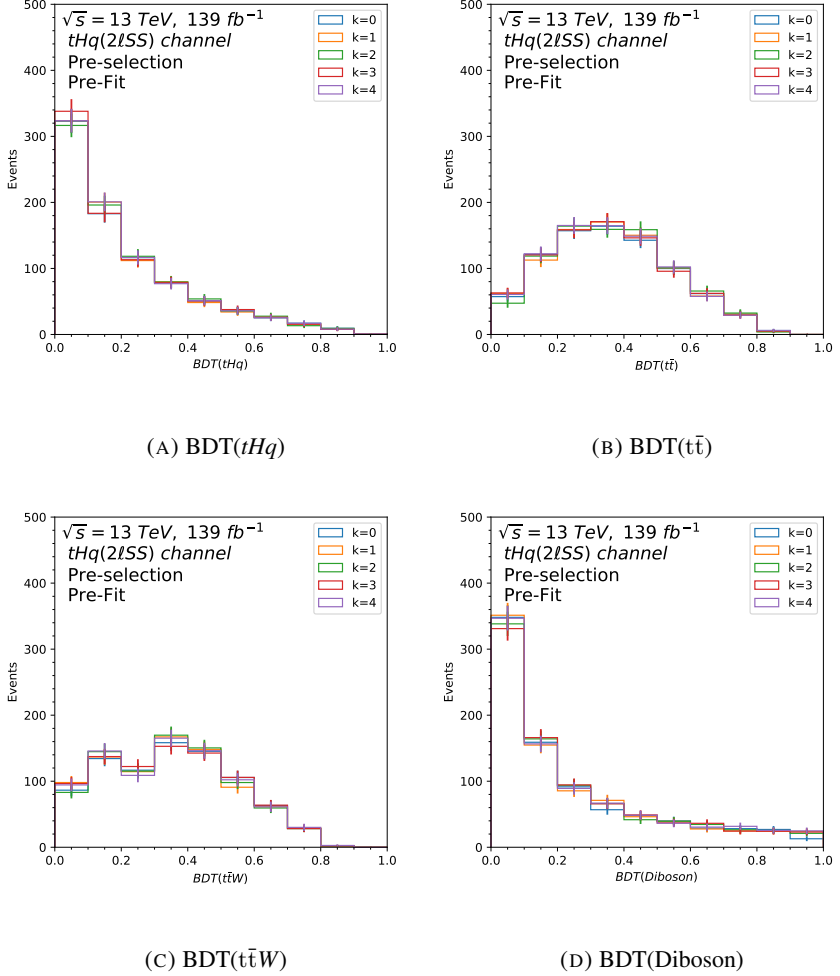 √s = 13 TeV, 139 fb⁻¹
tHq(2ℓSS) channel
Pre-selection
Pre-Fit
k=0
k=1
k=2
k=3
k=4
Events
500
400
300
200
100
0
0.0 0.2 0.4 0.6 0.8 1.0
BDT(tHq)
(A) BDT(tHq)
√s = 13 TeV, 139 fb⁻¹
tHq(2ℓSS) channel
Pre-selection
Pre-Fit
k=0
k=1
k=2
k=3
k=4
Events
500
400
300
200
100
0
0.0 0.2 0.4 0.6 0.8 1.0
BDT(tt̄)
(B) BDT(tt̄)
√s = 13 TeV, 139 fb⁻¹
tHq(2ℓSS) channel
Pre-selection
Pre-Fit
k=0
k=1
k=2
k=3
k=4
Events
500
400
300
200
100
0
0.0 0.2 0.4 0.6 0.8 1.0
BDT(tt̄W)
(C) BDT(tt̄W)
√s = 13 TeV, 139 fb⁻¹
tHq(2ℓSS) channel
Pre-selection
Pre-Fit
k=0
k=1
k=2
k=3
k=4
Events
500
400
300
200
100
0
0.0 0.2 0.4 0.6 0.8 1.0
BDT(Diboson)
(D) BDT(Diboson)